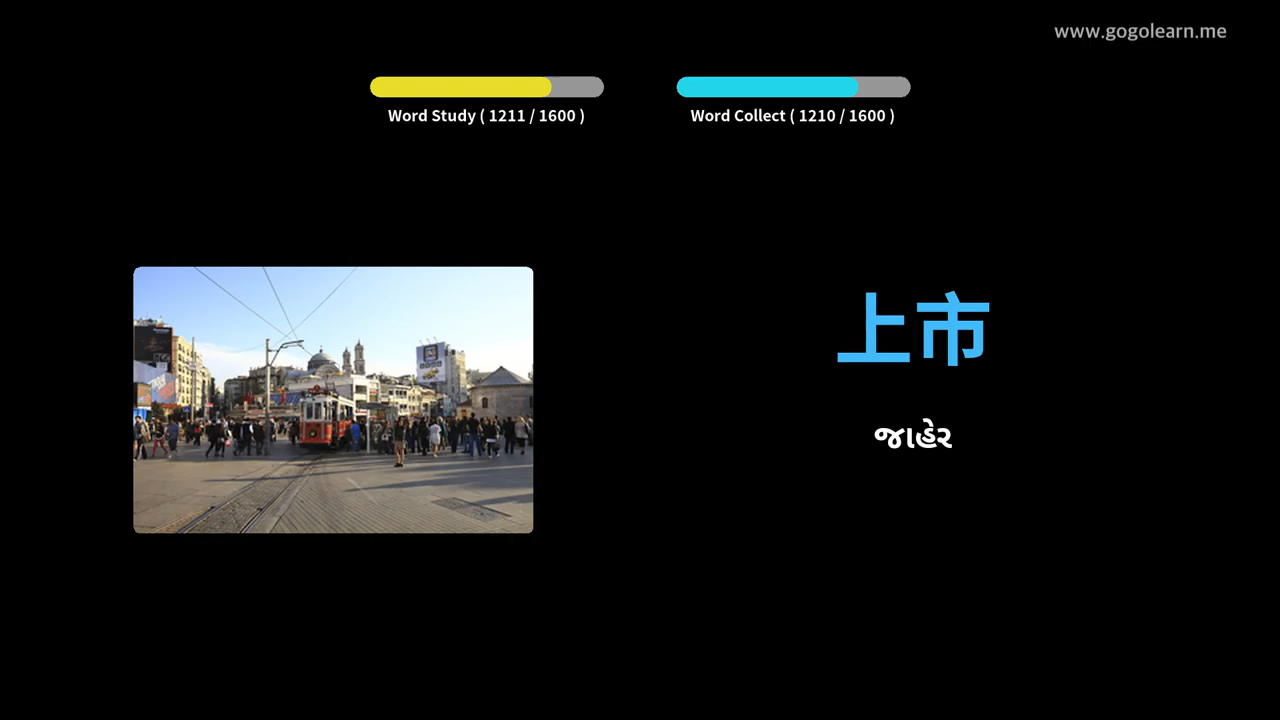 www.gogolearn.me
Word Study ( 1211 / 1600 )
Word Collect ( 1210 / 1600 )
上市
જાહેર